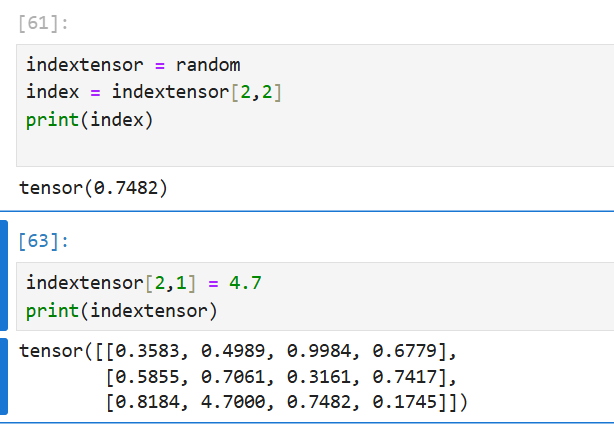 [61]:
indextensor = random
index = indextensor[2,2]
print(index)
tensor(0.7482)
[63]:
indextensor[2,1] = 4.7
print(indextensor)
tensor([[0.3583, 0.4989, 0.9984, 0.6779],
        [0.5855, 0.7061, 0.3161, 0.7417],
        [0.8184, 4.7000, 0.7482, 0.1745]])